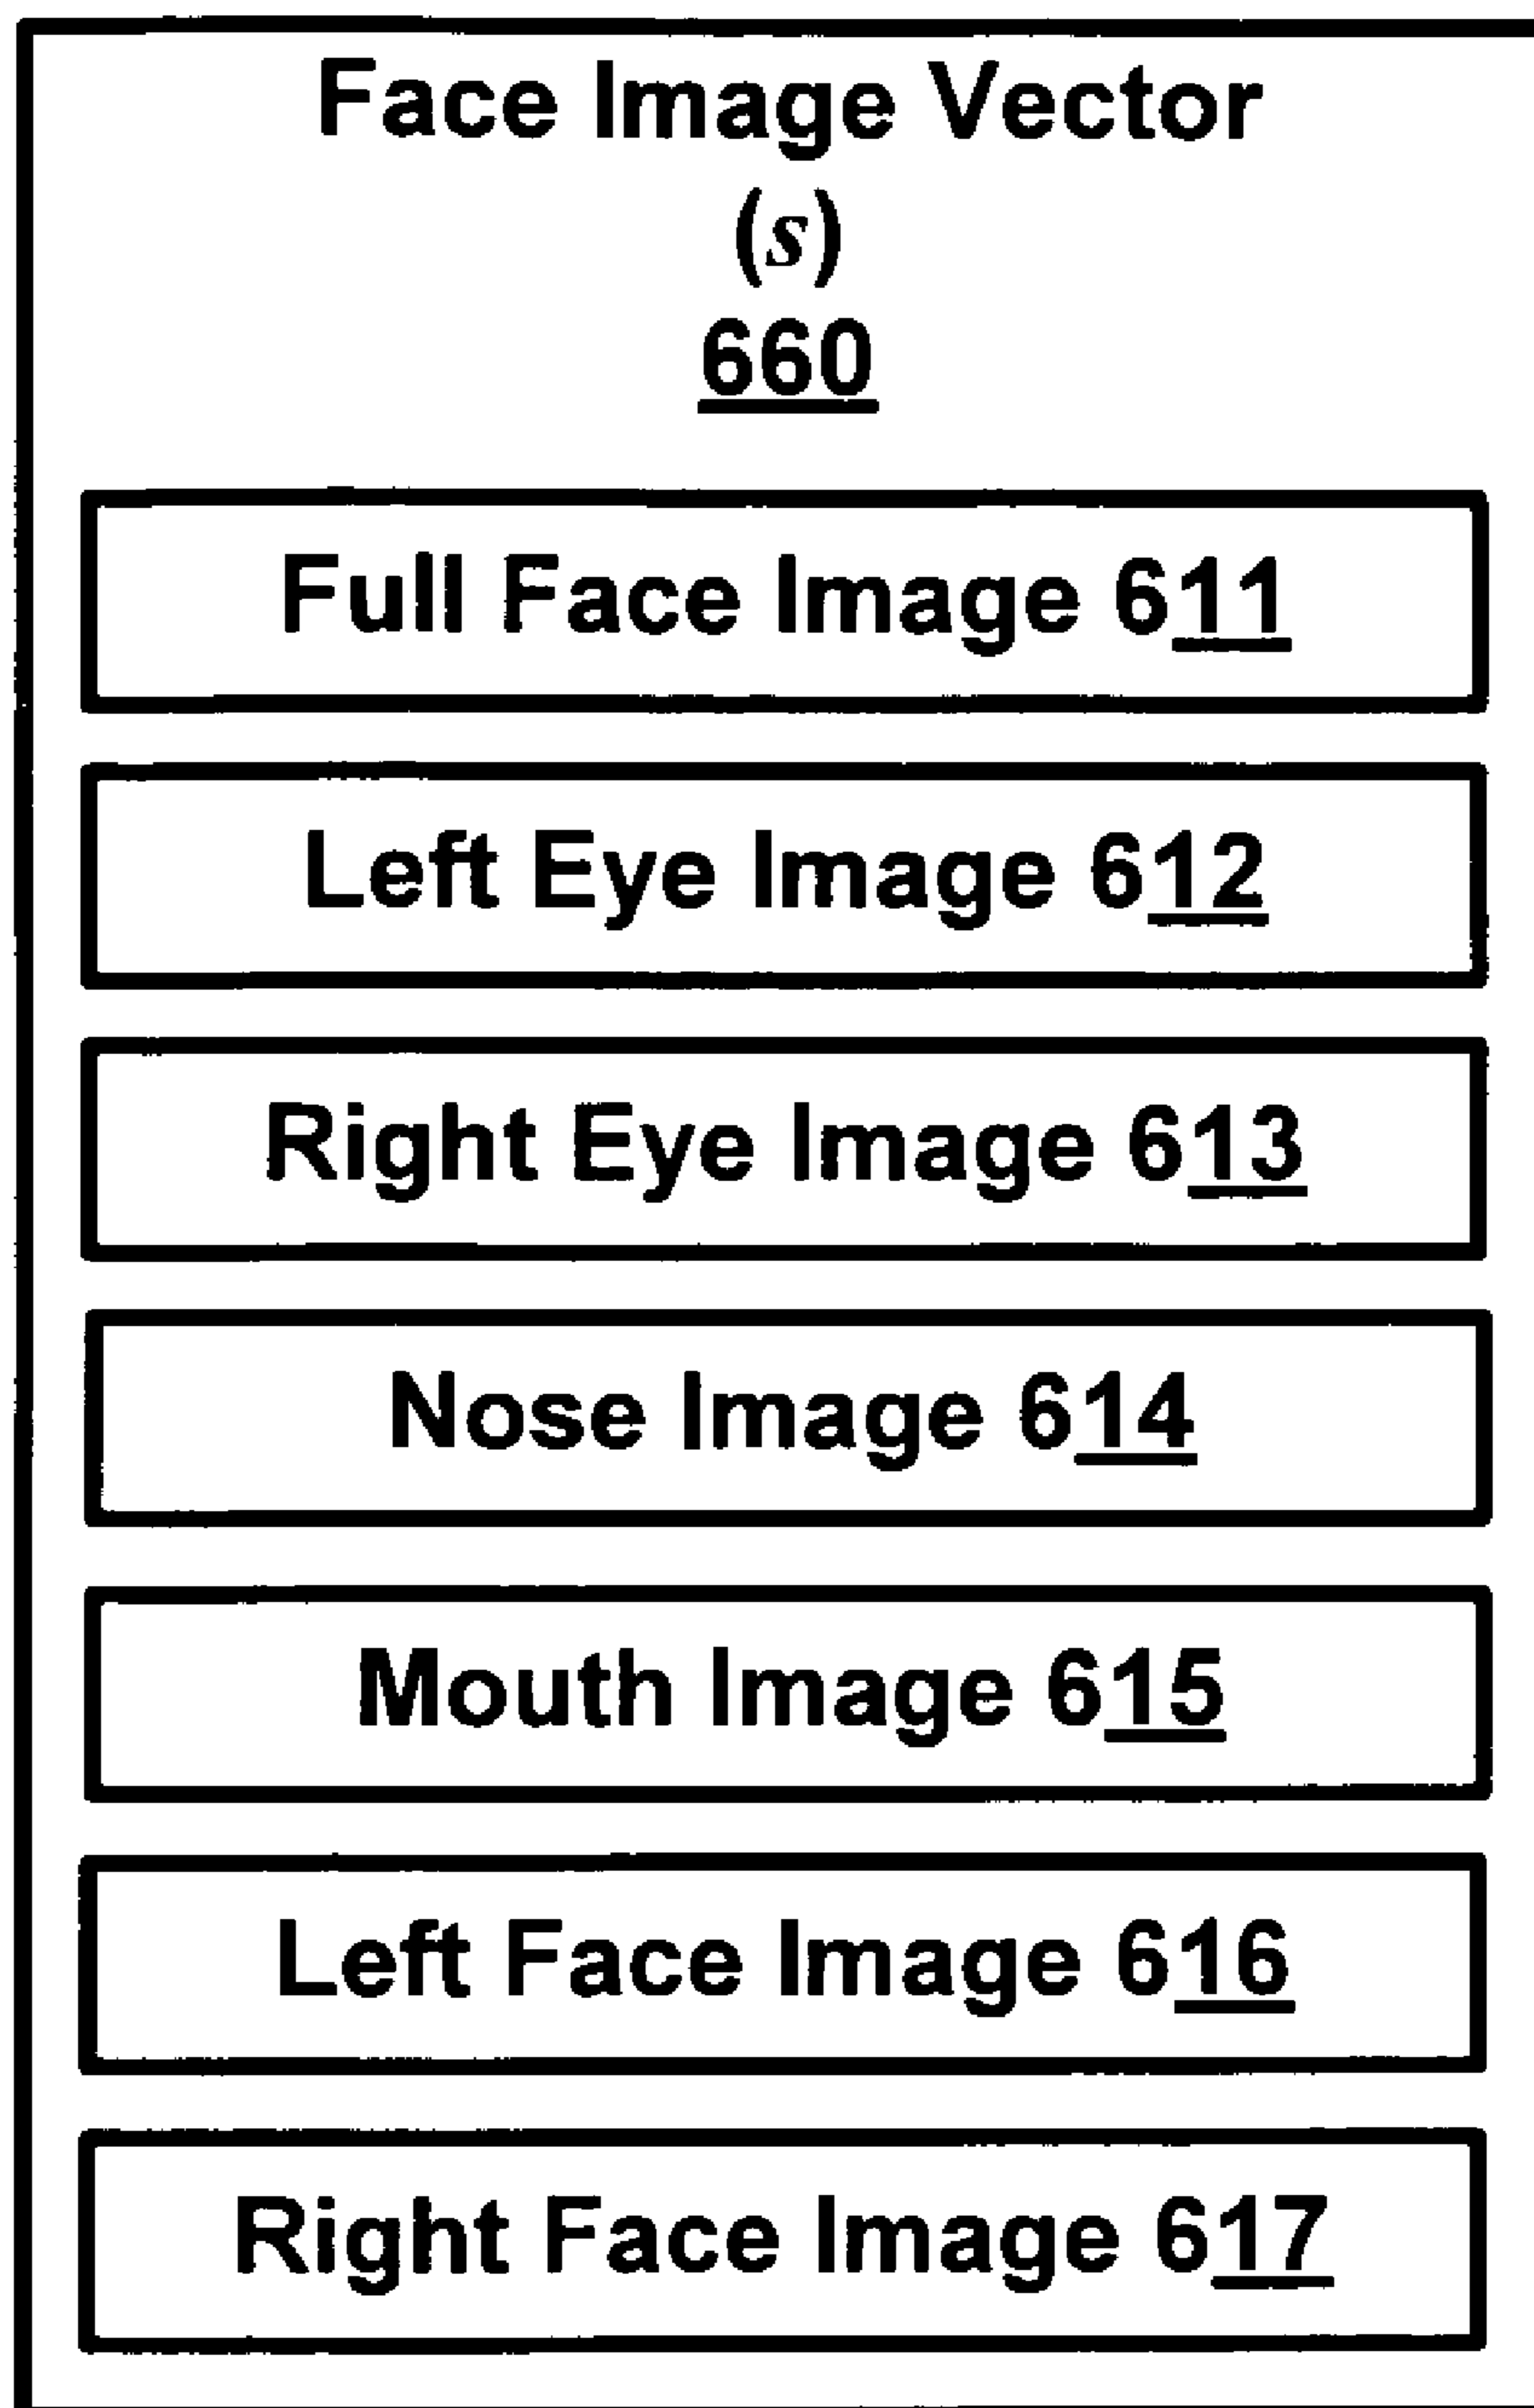 Face Image Vector
(s)
660
Full Face Image 611
Left Eye Image 612
Right Eye Image 613
Nose Image 614
Mouth Image 615
Left Face Image 616
Right Face Image 617